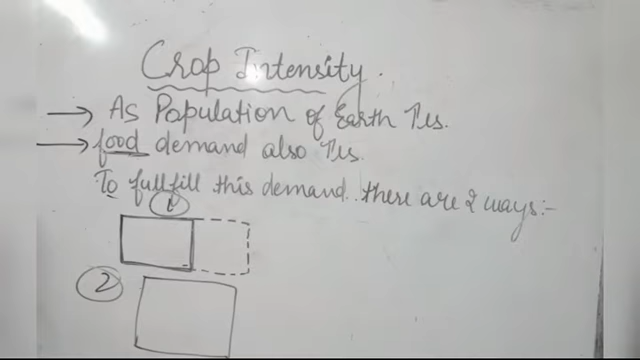 Crop Intensity.
→ As Population of Earth ↑es.
→ food demand also ↑es.
To fullfill this demand there are 2 ways:-
1
2